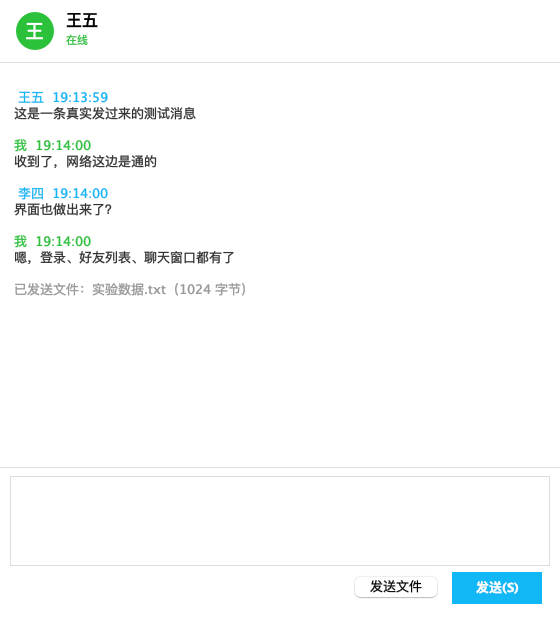 王
王五
在线
王五 19:13:59
这是一条真实发过来的测试消息
我 19:14:00
收到了，网络这边是通的
李四 19:14:00
界面也做出来了？
我 19:14:00
嗯，登录、好友列表、聊天窗口都有了
已发送文件：实验数据.txt（1024 字节）
发送文件
发送(S)